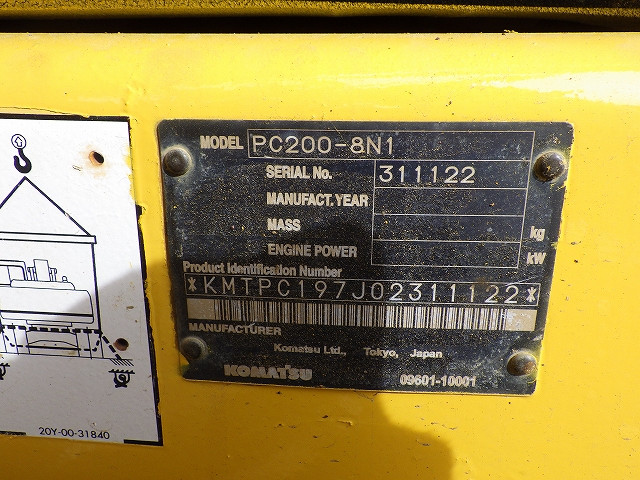 MODEL PC200-8N1
SERIAL No. 311122
MANUFACT.YEAR
MASS kg
ENGINE POWER kW
Product Identification Number
*KMTPC197J02311122*
MANUFACTURER
Komatsu Ltd., Tokyo, Japan
KOMATSU 09601-10001
20Y-00-31840